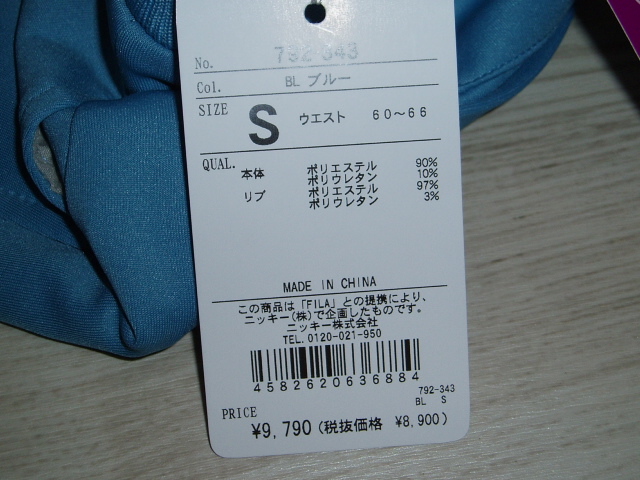 No. 792-343
Col. BL ブルー
SIZE S ウエスト 60～66
QUAL. 本体 ポリエステル 90%
ポリウレタン 10%
リブ ポリエステル 97%
ポリウレタン 3%
MADE IN CHINA
この商品は「FILA」との提携により、
ニッキー(株)で企画したものです。
ニッキー株式会社
TEL.0120-021-950
4582620636884
792-343
BL S
PRICE
¥9,790(税抜価格 ¥8,900)